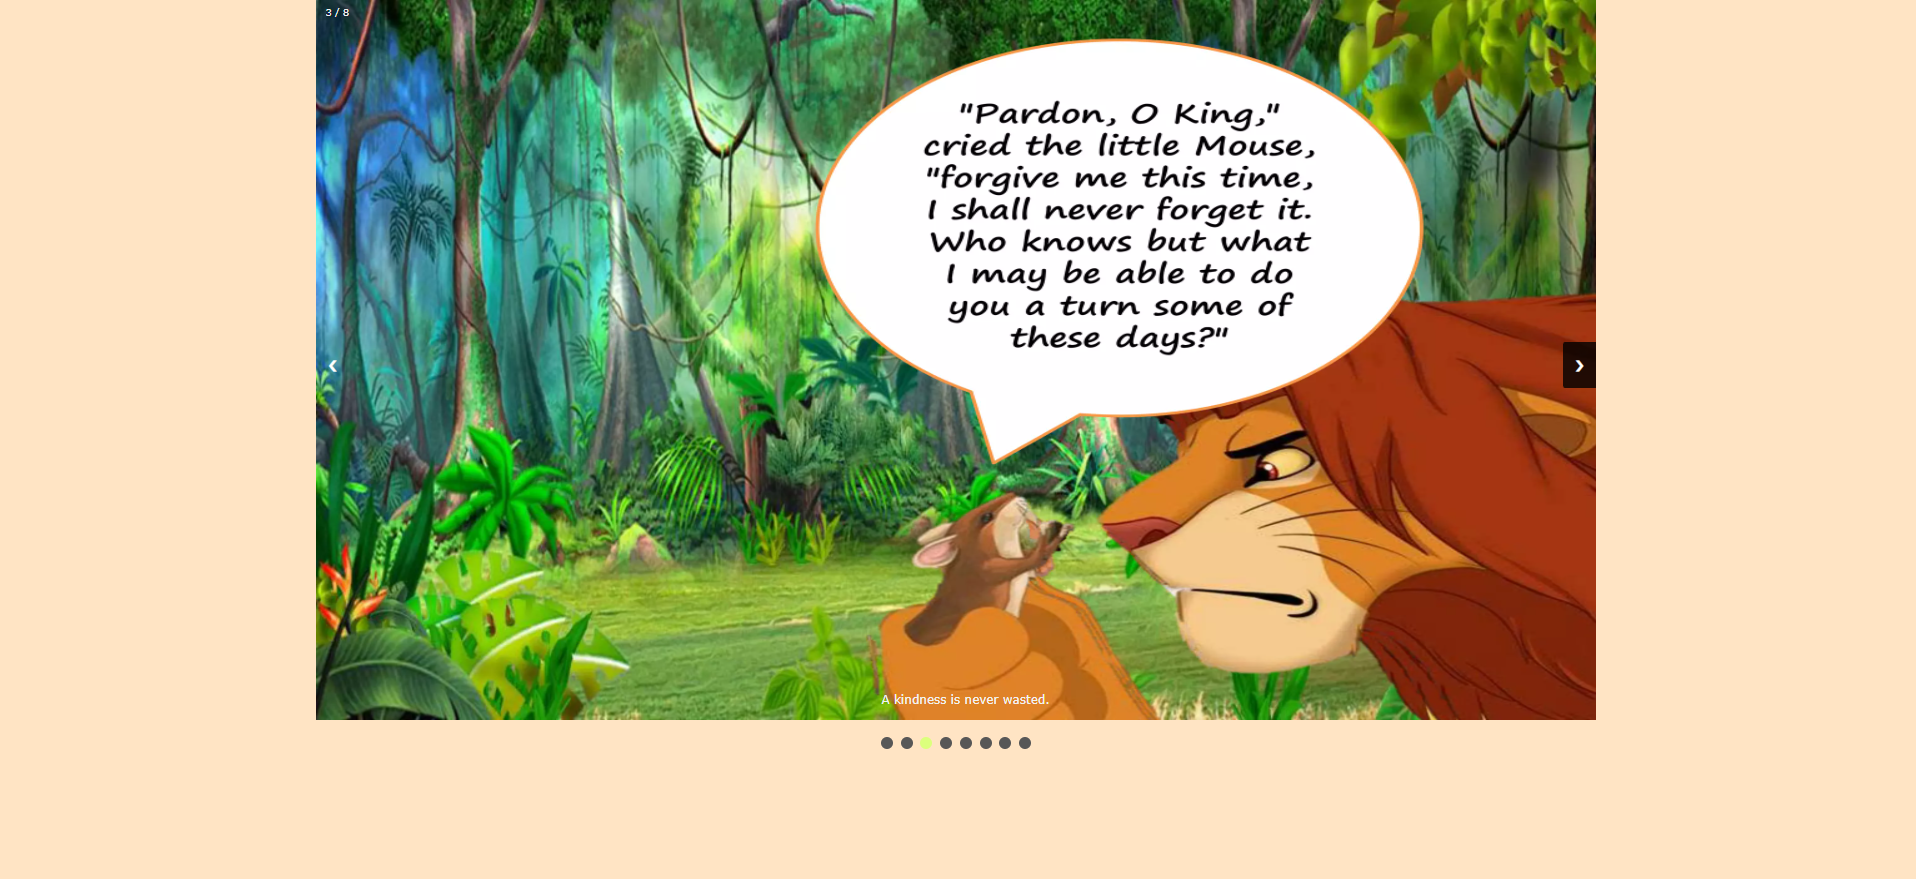 3 / 8
"Pardon, O King,"
cried the little Mouse,
"forgive me this time,
I shall never forget it.
Who knows but what
I may be able to do
you a turn some of
these days?"
❮ ❯
A kindness is never wasted.